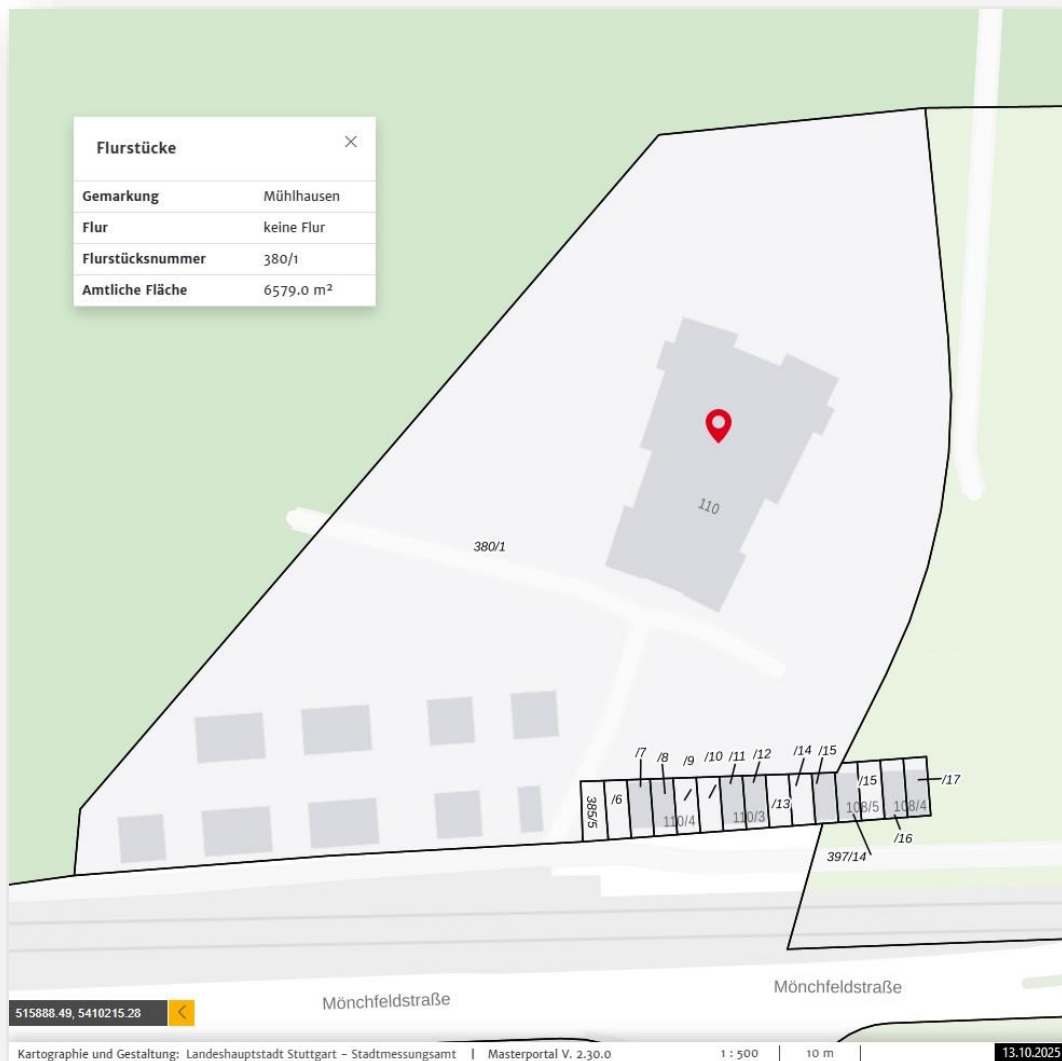 Flurstücke
Gemarkung Mühlhausen
Flur keine Flur
Flurstücksnummer 380/1
Amtliche Fläche 6579.0 m²
110
380/1
385/5
/6
/7
/8
/9
/10
/11
/12
/13
/14
/15
/15
/16
/17
110/4
110/3
108/5
108/4
397/14
Mönchfeldstraße
Mönchfeldstraße
515888.49, 5410215.28
Kartographie und Gestaltung: Landeshauptstadt Stuttgart – Stadtmessungsamt | Masterportal V. 2.30.0 1 : 500 10 m 13.10.2025